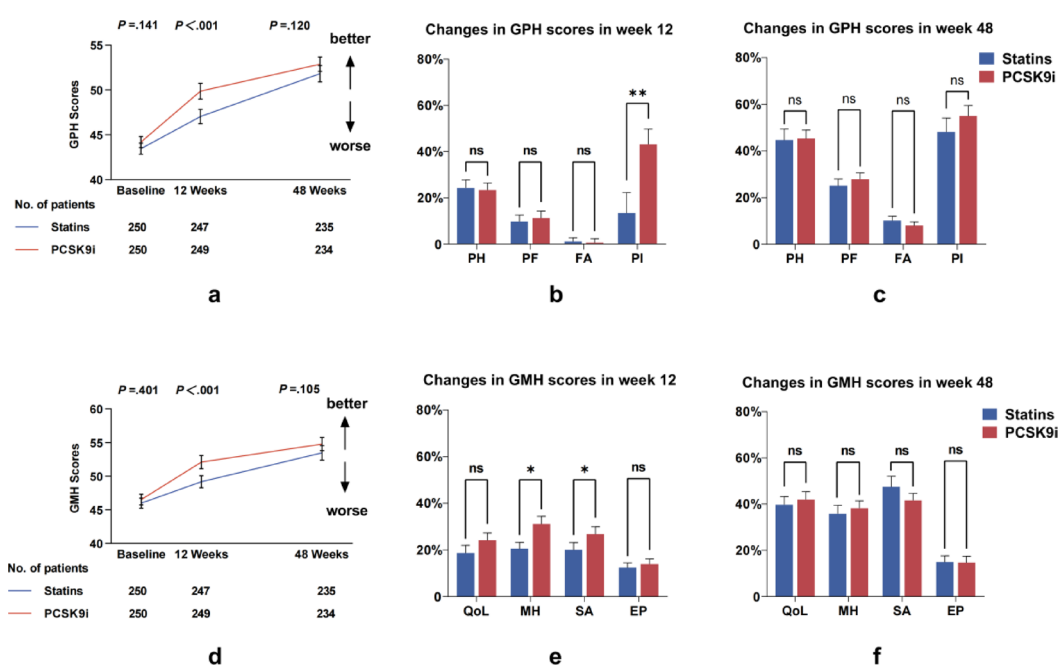 P =.141 P＜.001 P =.120
better
55
50
45
40
GPH Scores
worse
Baseline 12 Weeks 48 Weeks
No. of patients
Statins 250 247 235
PCSK9i 250 249 234
a
Changes in GPH scores in week 12
80%
60%
40%
20%
0
ns ns ns **
PH PF FA PI
b
Changes in GPH scores in week 48
80%
60%
40%
20%
0
ns ns ns ns
PH PF FA PI
Statins
PCSK9i
c
P =.401 P＜.001 P =.105
better
60
55
50
45
40
GMH Scores
worse
Baseline 12 Weeks 48 Weeks
No. of patients
Statins 250 247 235
PCSK9i 250 249 234
d
Changes in GMH scores in week 12
80%
60%
40%
20%
0
ns * * ns
QoL MH SA EP
e
Changes in GMH scores in week 48
80%
60%
40%
20%
0
ns ns ns ns
QoL MH SA EP
Statins
PCSK9i
f